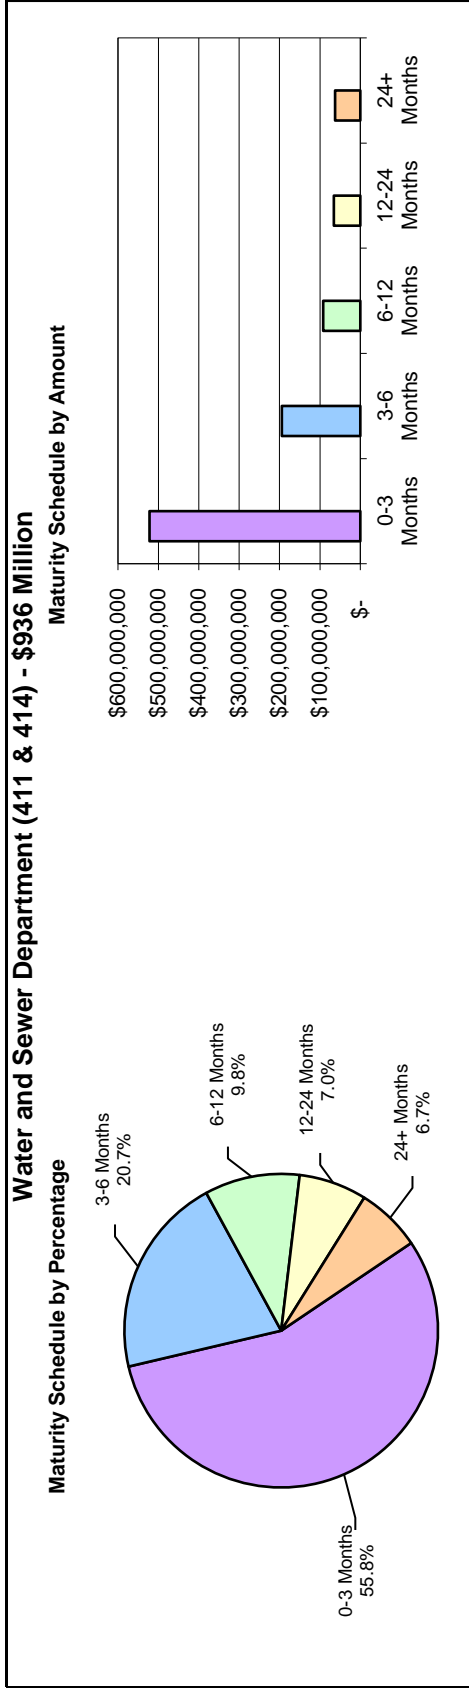 Water and Sewer Department (411 & 414) - $936 Million
Maturity Schedule by Percentage
3-6 Months
20.7%
6-12 Months
9.8%
12-24 Months
7.0%
24+ Months
6.7%
0-3 Months
55.8%
Maturity Schedule by Amount
$600,000,000
$500,000,000
$400,000,000
$300,000,000
$200,000,000
$100,000,000
$-
0-3
Months
3-6
Months
6-12
Months
12-24
Months
24+
Months